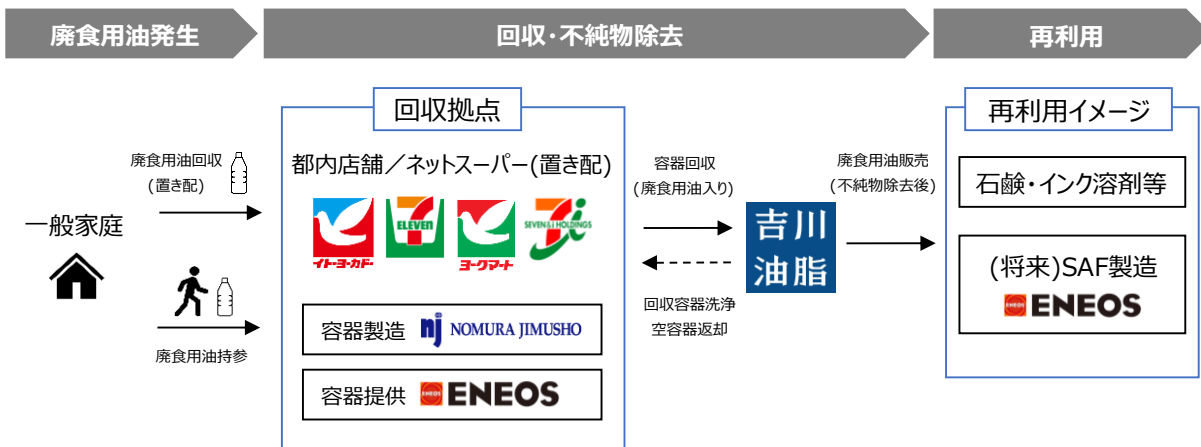 廃食用油発生
回収・不純物除去
再利用
回収拠点
再利用イメージ
都内店舗／ネットスーパー(置き配)
廃食用油回収
(置き配)
一般家庭
廃食用油持参
イトーヨーカドー
ELEVEN
ヨークマート
SEVEN&i HOLDINGS
容器製造 nj NOMURA JIMUSHO
容器提供 ENEOS ENEOS
容器回収
(廃食用油入り)
回収容器洗浄
空容器返却
吉川
油脂
廃食用油販売
(不純物除去後)
石鹸・インク溶剤等
(将来)SAF製造
ENEOS ENEOS